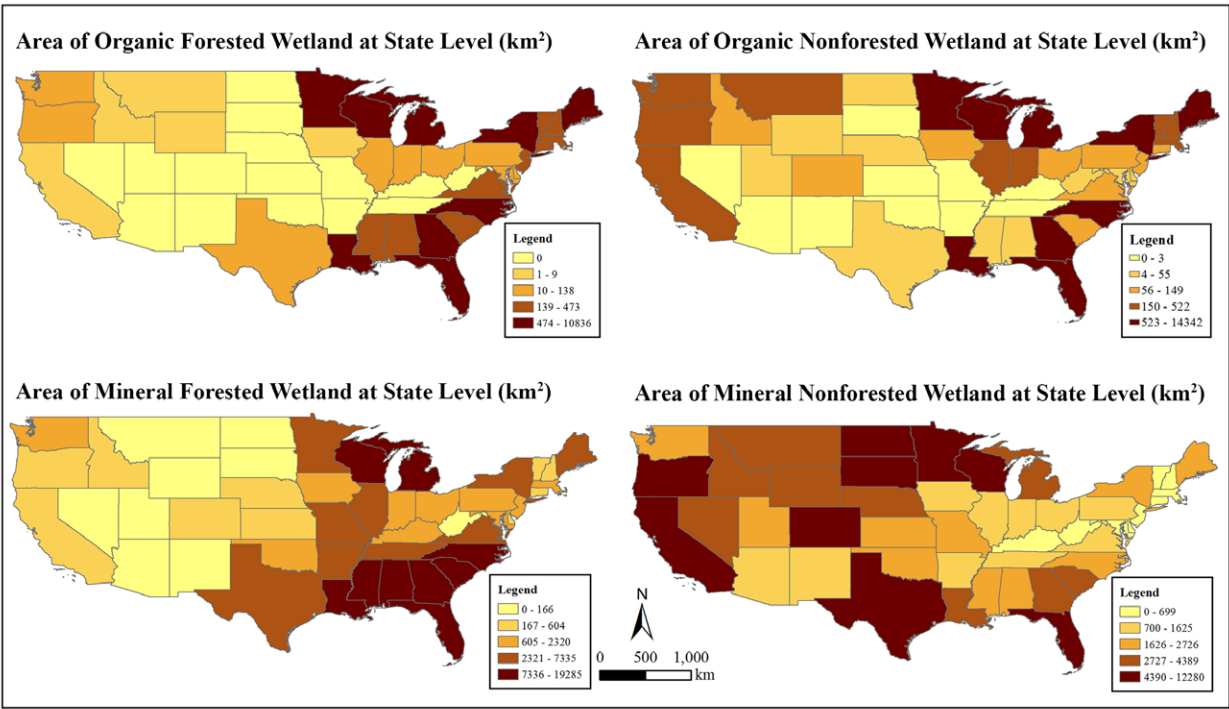 Area of Organic Forested Wetland at State Level (km²)
Area of Organic Nonforested Wetland at State Level (km²)
Legend
0
1 - 9
10 - 138
139 - 473
474 - 10836
Legend
0 - 3
4 - 55
56 - 149
150 - 522
523 - 14342
Area of Mineral Forested Wetland at State Level (km²)
Area of Mineral Nonforested Wetland at State Level (km²)
Legend
0 - 166
167 - 604
605 - 2320
2321 - 7335
7336 - 19285
N
0 500 1,000
km
Legend
0 - 699
700 - 1625
1626 - 2726
2727 - 4389
4390 - 12280